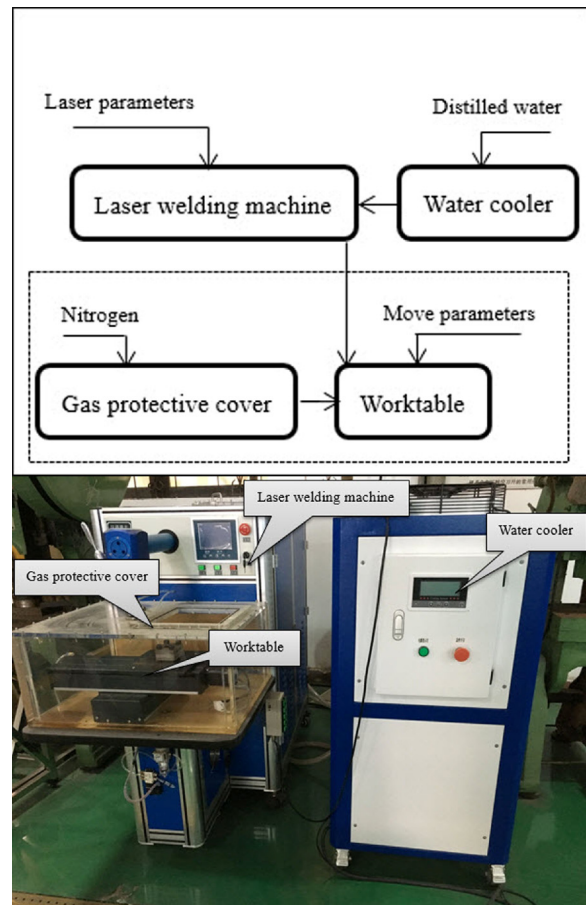 Laser parameters
Distilled water
Laser welding machine
Water cooler
Nitrogen
Move parameters
Gas protective cover
Worktable
Laser welding machine
Water cooler
Gas protective cover
Worktable